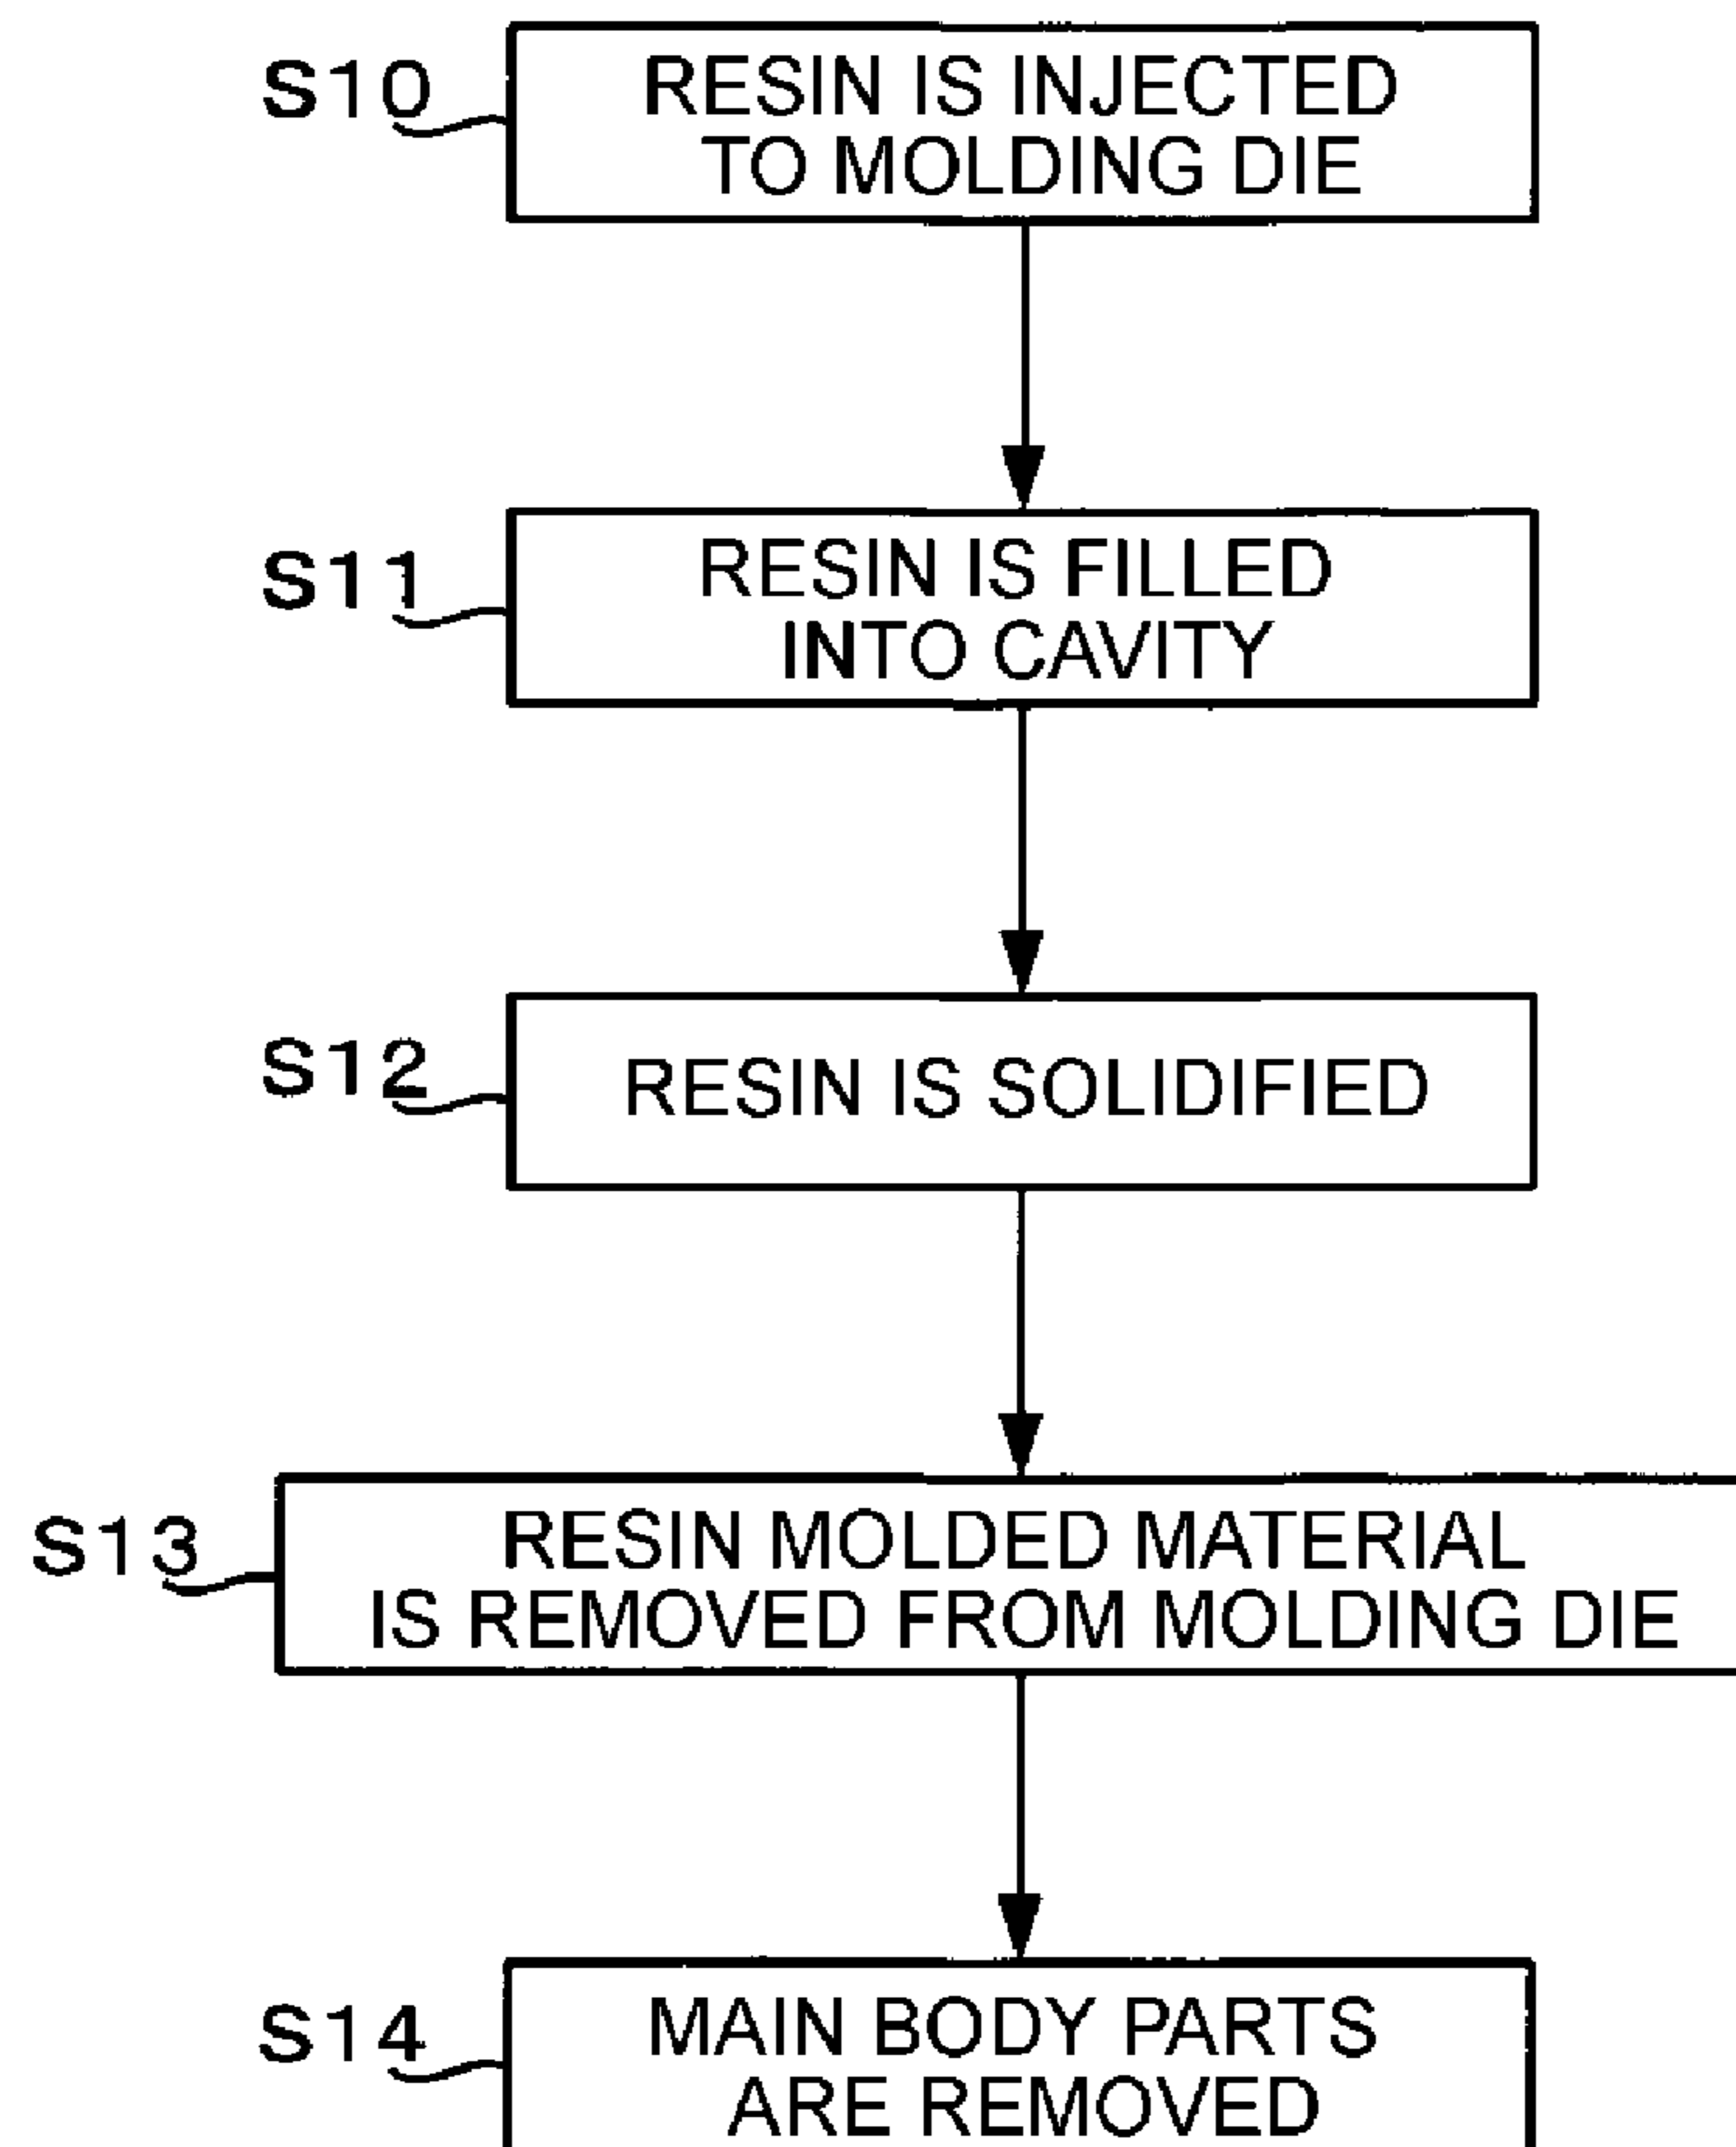 S10
RESIN IS INJECTED
TO MOLDING DIE
S11
RESIN IS FILLED
INTO CAVITY
S12
RESIN IS SOLIDIFIED
S13
RESIN MOLDED MATERIAL
IS REMOVED FROM MOLDING DIE
S14
MAIN BODY PARTS
ARE REMOVED